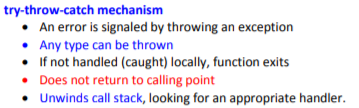 try-throw-catch mechanism
• An error is signaled by throwing an exception
• Any type can be thrown
• If not handled (caught) locally, function exits
• Does not return to calling point
• Unwinds call stack, looking for an appropriate handler.